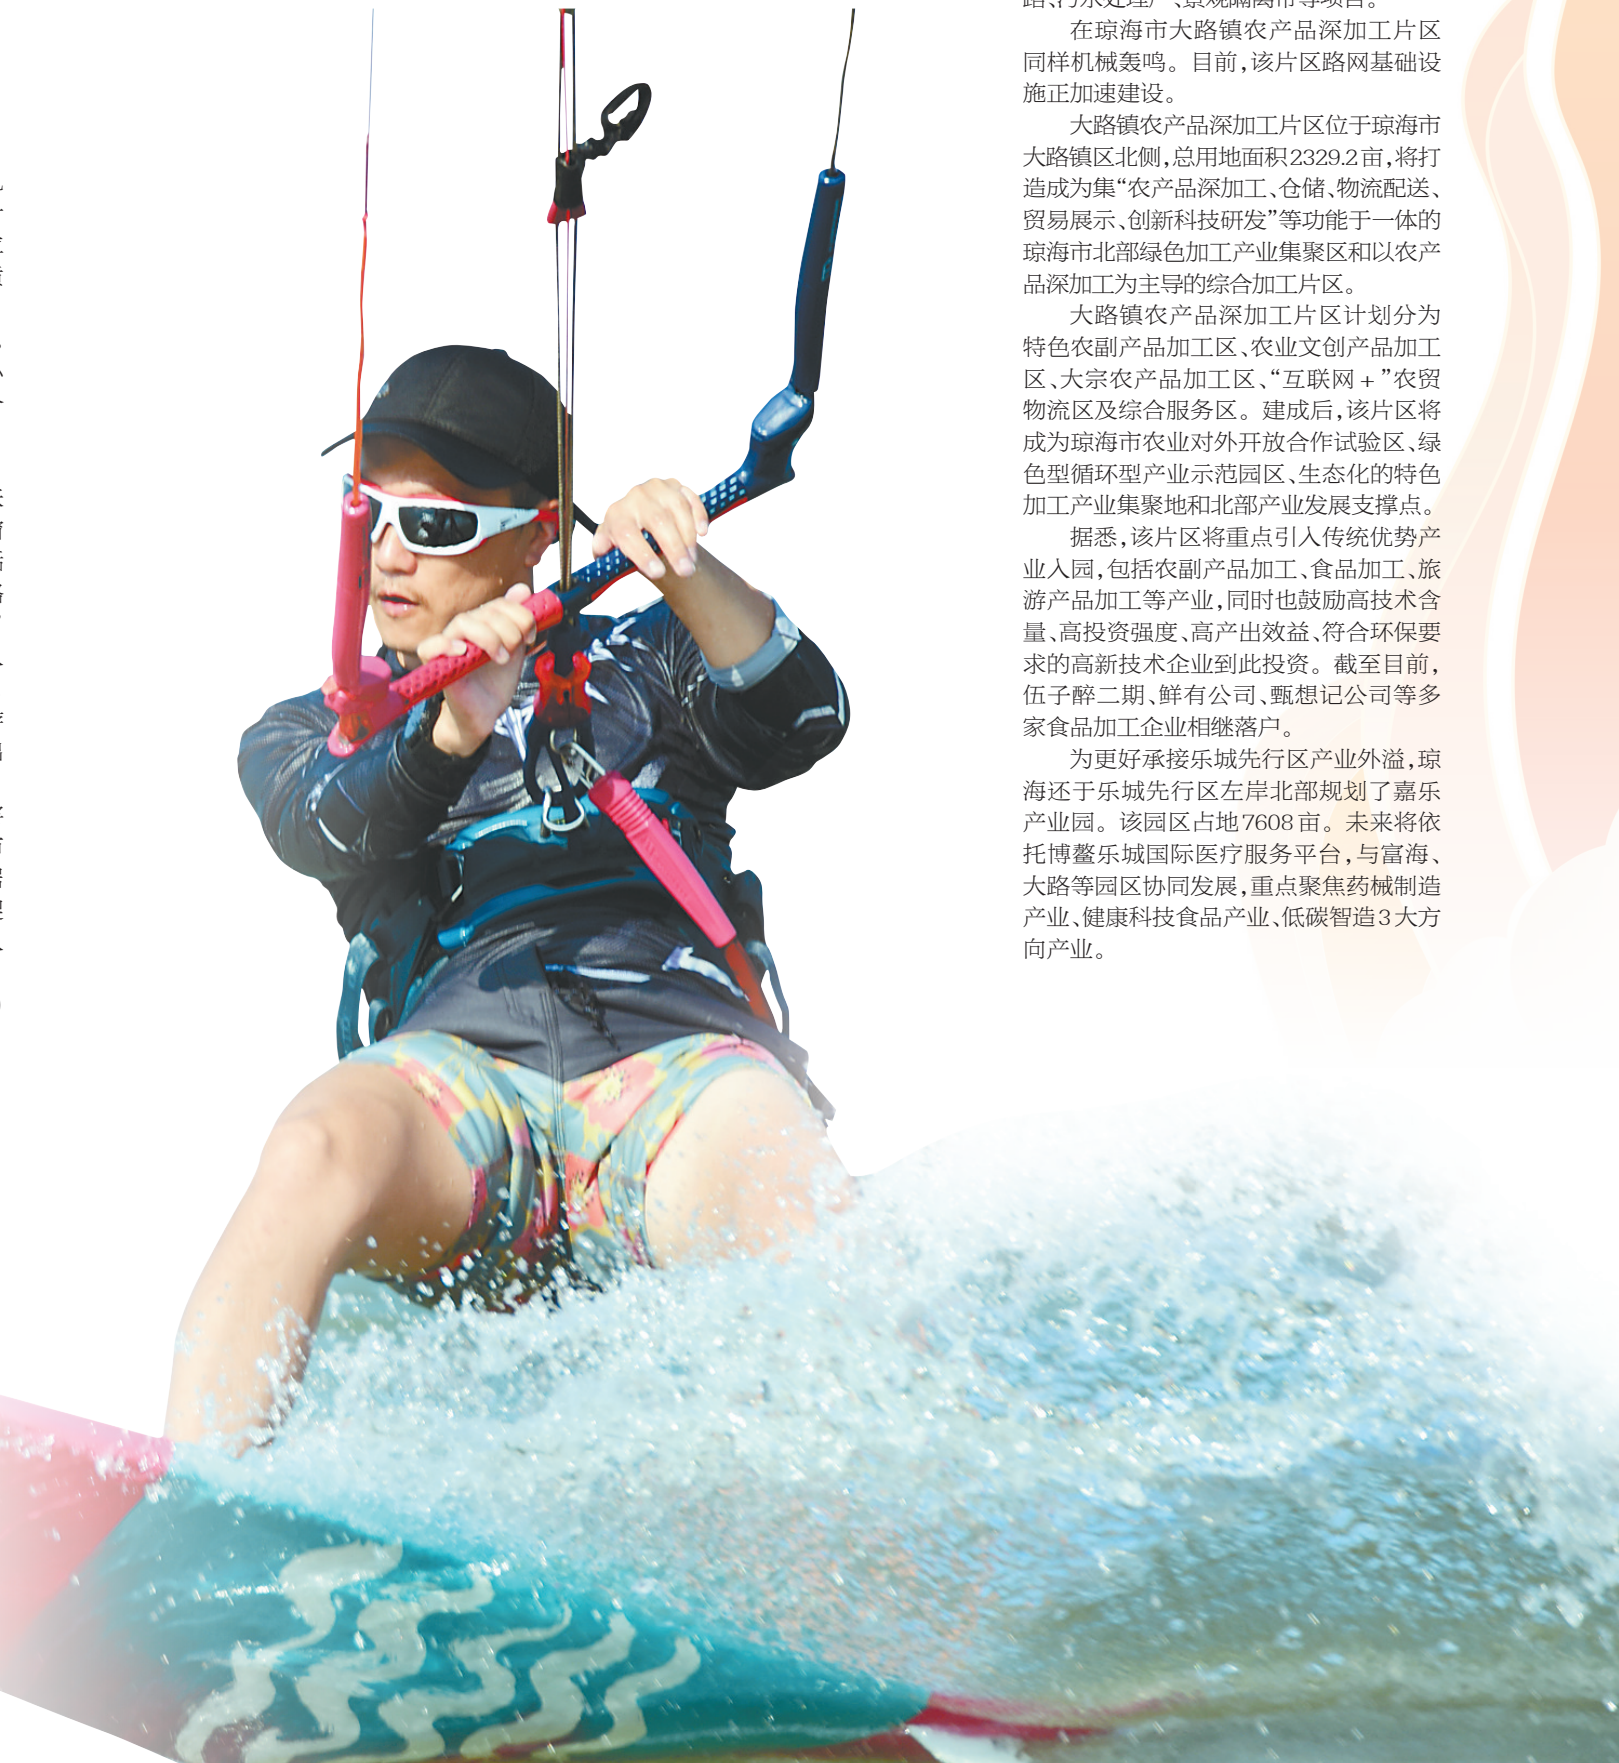 在琼海市大路镇农产品深加工片区
同样机械轰鸣。目前,该片区路网基础设
施正加速建设。
大路镇农产品深加工片区位于琼海市
大路镇区北侧,总用地面积2329.2亩,将打
造成为集“农产品深加工、仓储、物流配送、
贸易展示、创新科技研发”等功能于一体的
琼海市北部绿色加工产业集聚区和以农产
品深加工为主导的综合加工片区。
大路镇农产品深加工片区计划分为
特色农副产品加工区、农业文创产品加工
区、大宗农产品加工区、“互联网+”农贸
物流区及综合服务区。建成后,该片区将
成为琼海市农业对外开放合作试验区、绿
色型循环型产业示范园区、生态化的特色
加工产业集聚地和北部产业发展支撑点。
据悉,该片区将重点引入传统优势产
业入园,包括农副产品加工、食品加工、旅
游产品加工等产业,同时也鼓励高技术含
量、高投资强度、高产出效益、符合环保要
求的高新技术企业到此投资。截至目前,
伍子醉二期、鲜有公司、甄想记公司等多
家食品加工企业相继落户。
为更好承接乐城先行区产业外溢,琼
海还于乐城先行区左岸北部规划了嘉乐
产业园。该园区占地7608亩。未来将依
托博鳌乐城国际医疗服务平台,与富海、
大路等园区协同发展,重点聚焦药械制造
产业、健康科技食品产业、低碳智造3大方
向产业。